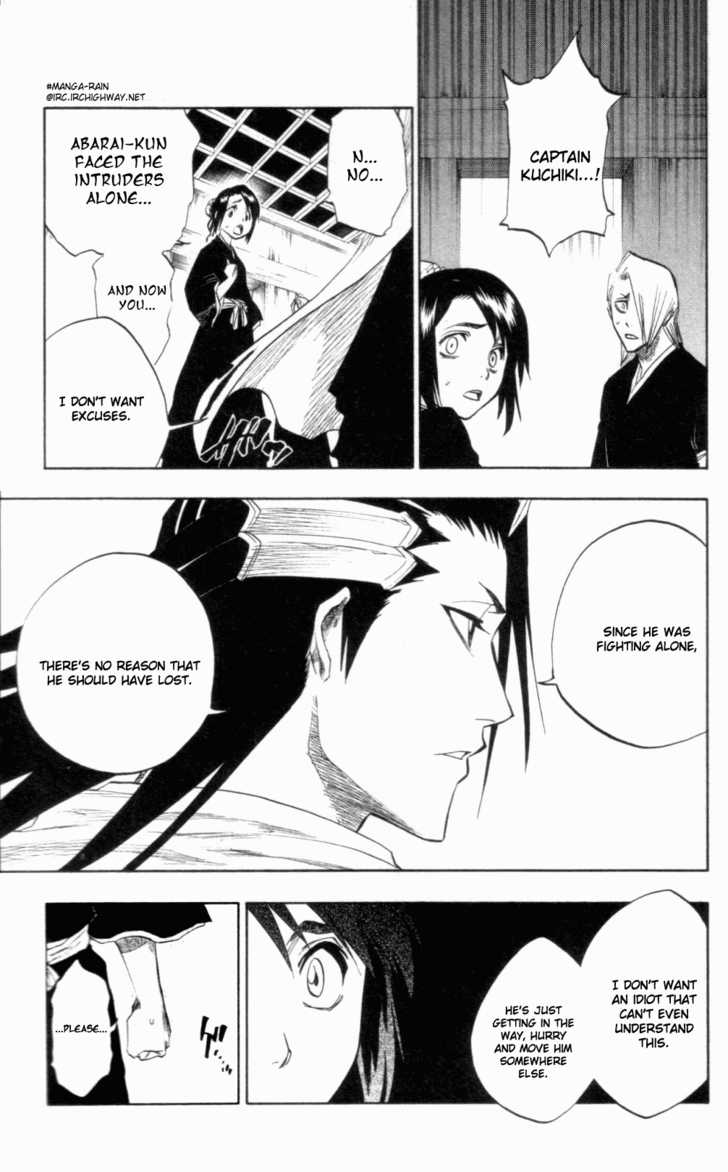 #MANGA-RAIN
@IRC.IRCHIGHWAY.NET
CAPTAIN
KUCHIKI...!
N...
NO...
ABARAI-KUN
FACED THE
INTRUDERS
ALONE...
AND NOW
YOU...
I DON'T WANT
EXCUSES.
SINCE HE WAS
FIGHTING ALONE,
THERE'S NO REASON THAT
HE SHOULD HAVE LOST.
I DON'T WANT
AN IDIOT THAT
CAN'T EVEN
UNDERSTAND
THIS.
HE'S JUST
GETTING IN THE
WAY, HURRY
AND MOVE HIM
SOMEWHERE
ELSE.
...PLEASE...